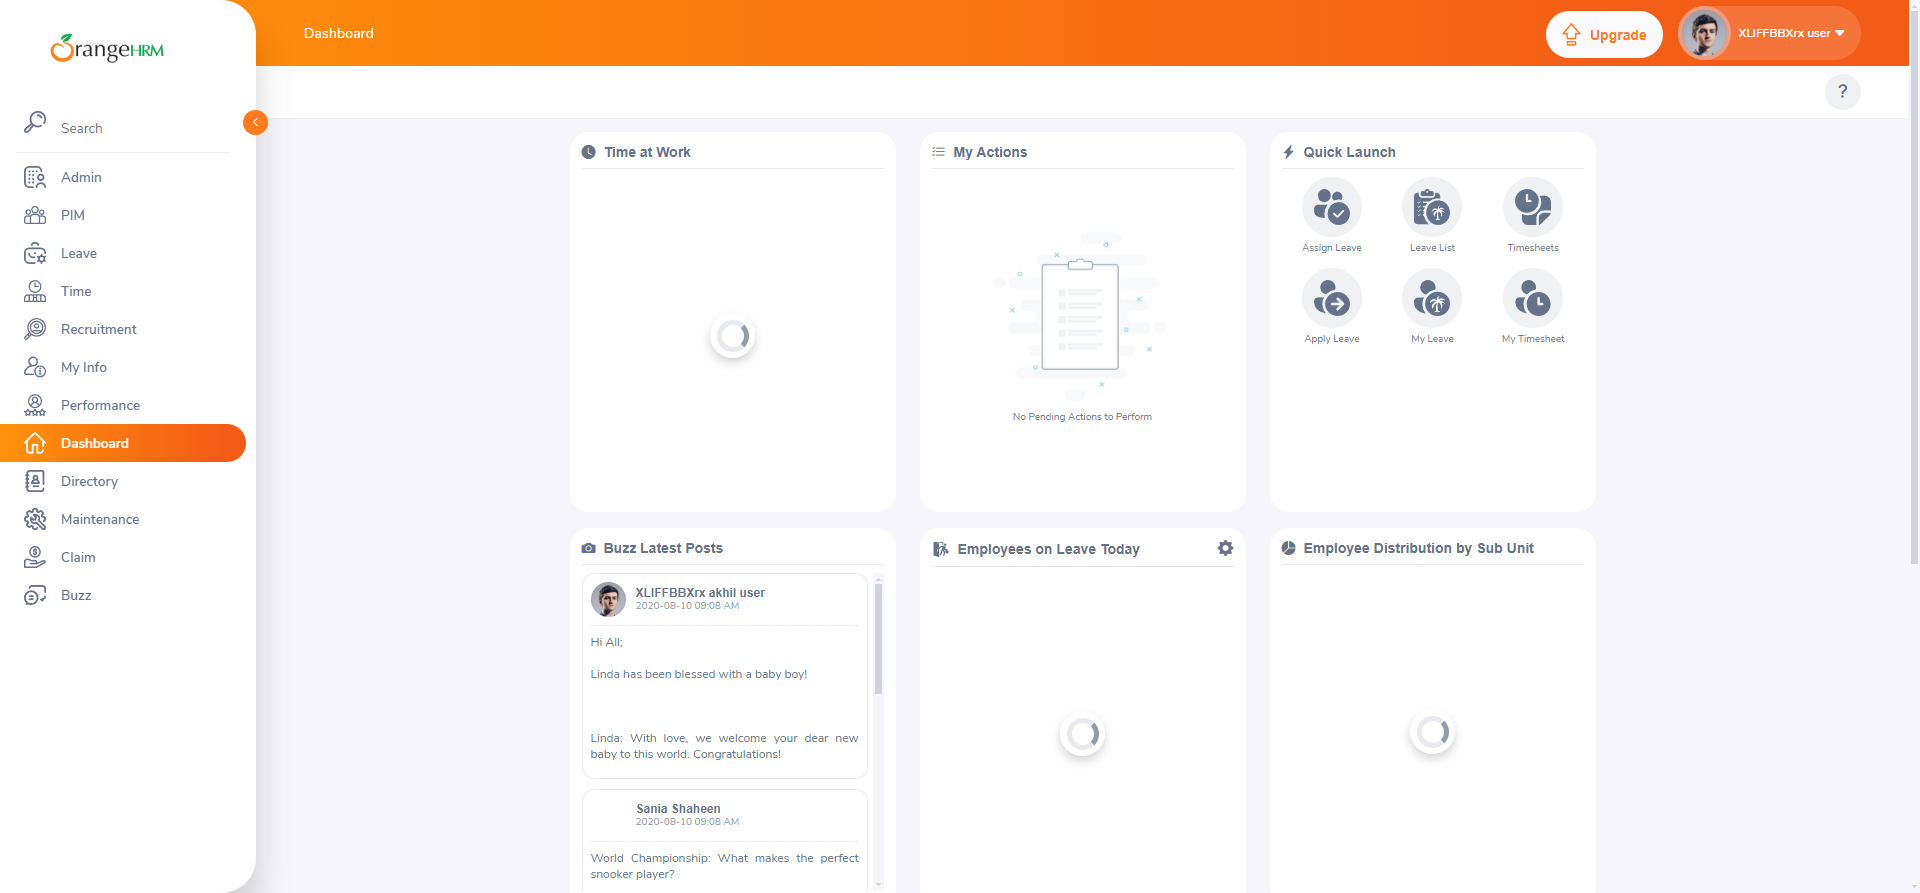 OrangeHRM
Dashboard
Upgrade
XLIFFBBXrx user
?
Search
Admin
PIM
Leave
Time
Recruitment
My Info
Performance
Dashboard
Directory
Maintenance
Claim
Buzz
Time at Work
My Actions
No Pending Actions to Perform
Quick Launch
Assign Leave
Leave List
Timesheets
Apply Leave
My Leave
My Timesheet
Buzz Latest Posts
XLIFFBBXrx akhil user
2020-08-10 09:08 AM
Hi All;
Linda has been blessed with a baby boy!
Linda: With love, we welcome your dear new
baby to this world. Congratulations!
Sania Shaheen
2020-08-10 09:08 AM
World Championship: What makes the perfect
snooker player?
Employees on Leave Today
Employee Distribution by Sub Unit